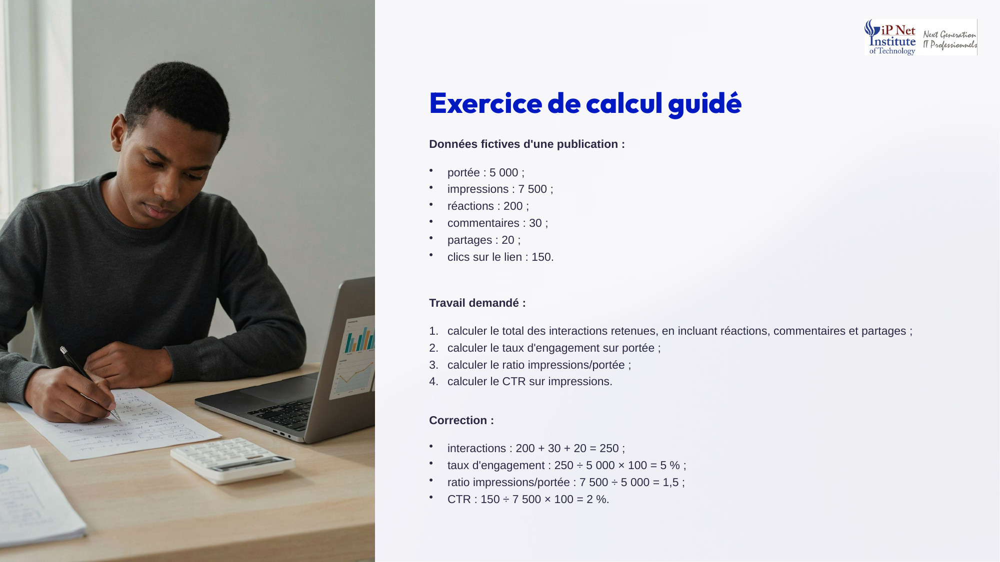 iP Net
Institute
of Technology
Next Generation
IT Professionnels
Exercice de calcul guidé
Données fictives d'une publication :
• portée : 5 000 ;
• impressions : 7 500 ;
• réactions : 200 ;
• commentaires : 30 ;
• partages : 20 ;
• clics sur le lien : 150.
Travail demandé :
1. calculer le total des interactions retenues, en incluant réactions, commentaires et partages ;
2. calculer le taux d'engagement sur portée ;
3. calculer le ratio impressions/portée ;
4. calculer le CTR sur impressions.
Correction :
• interactions : 200 + 30 + 20 = 250 ;
• taux d'engagement : 250 ÷ 5 000 × 100 = 5 % ;
• ratio impressions/portée : 7 500 ÷ 5 000 = 1,5 ;
• CTR : 150 ÷ 7 500 × 100 = 2 %.